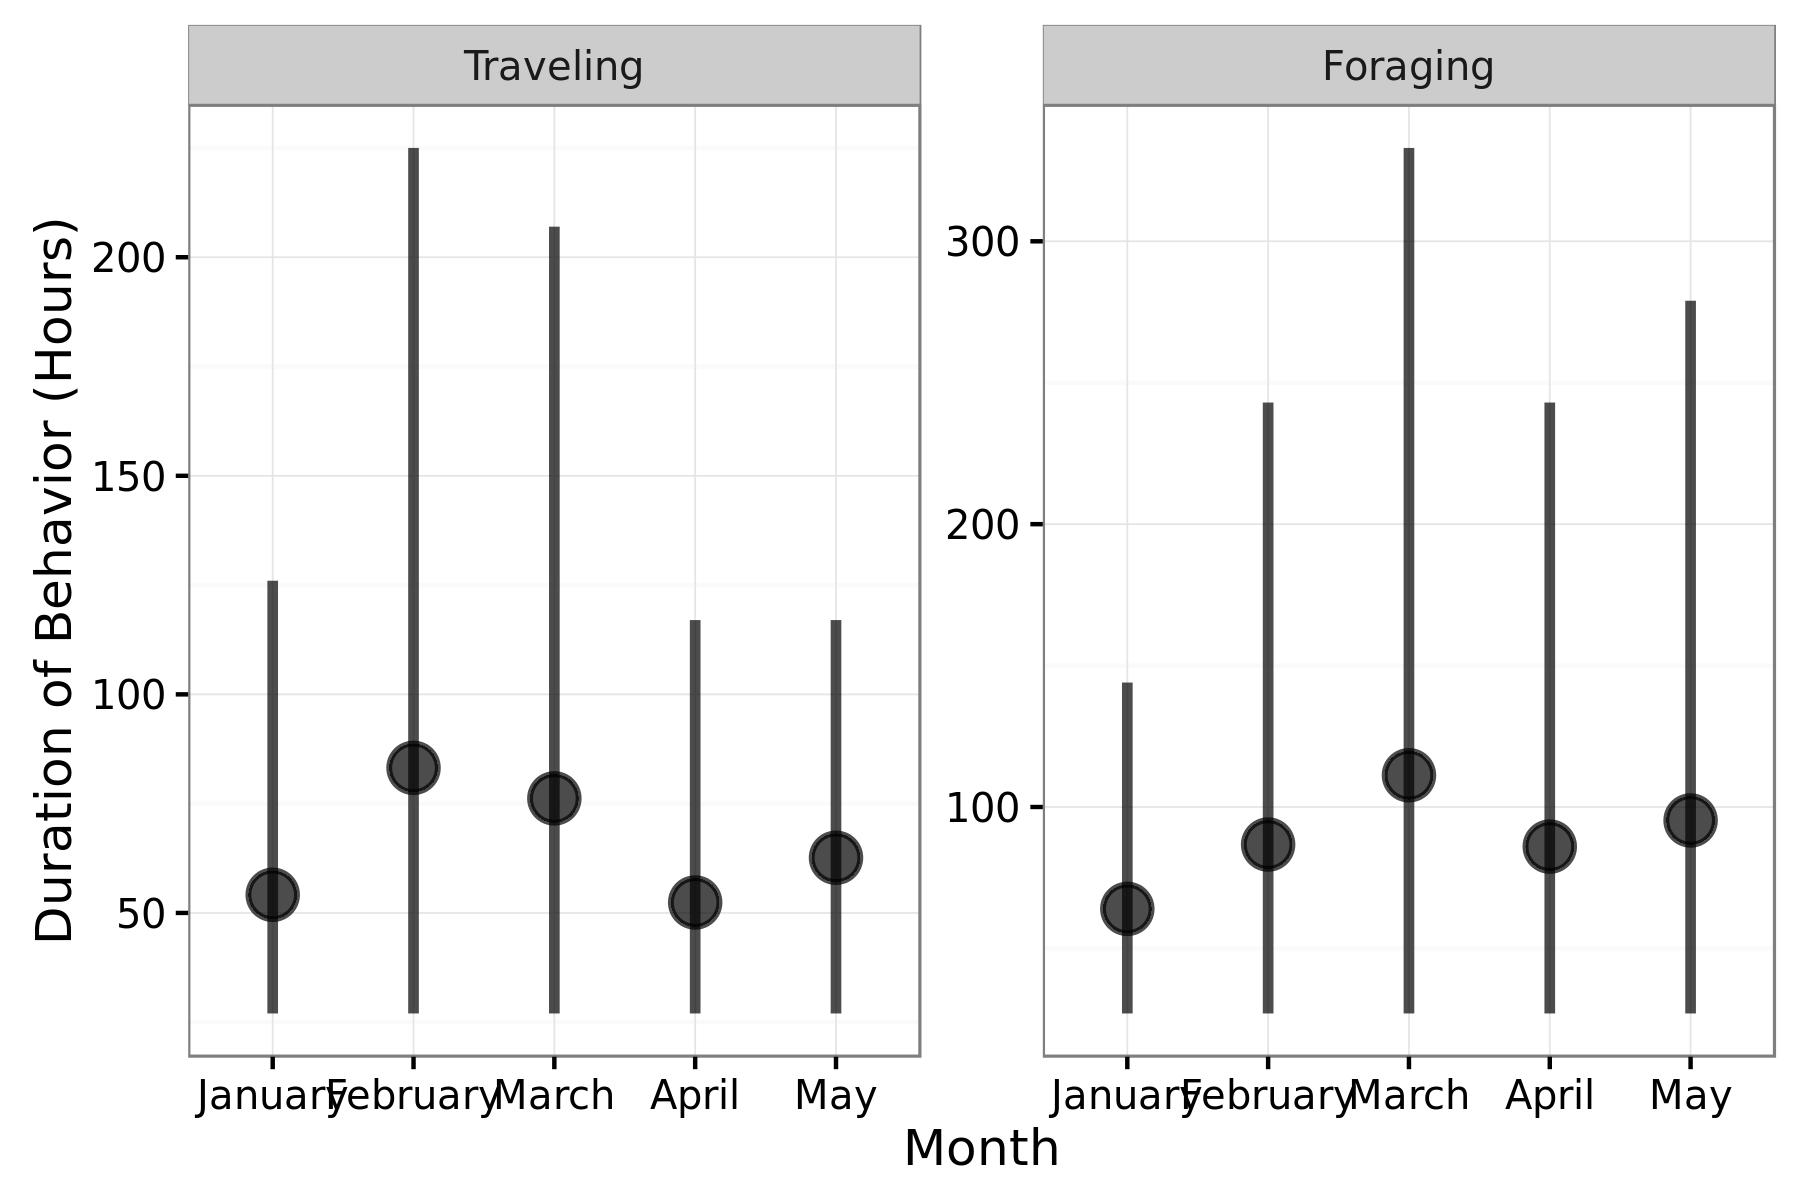 Traveling
Foraging
Duration of Behavior (Hours)
200
150
100
50
300
200
100
January February March April May
January February March April May
Month